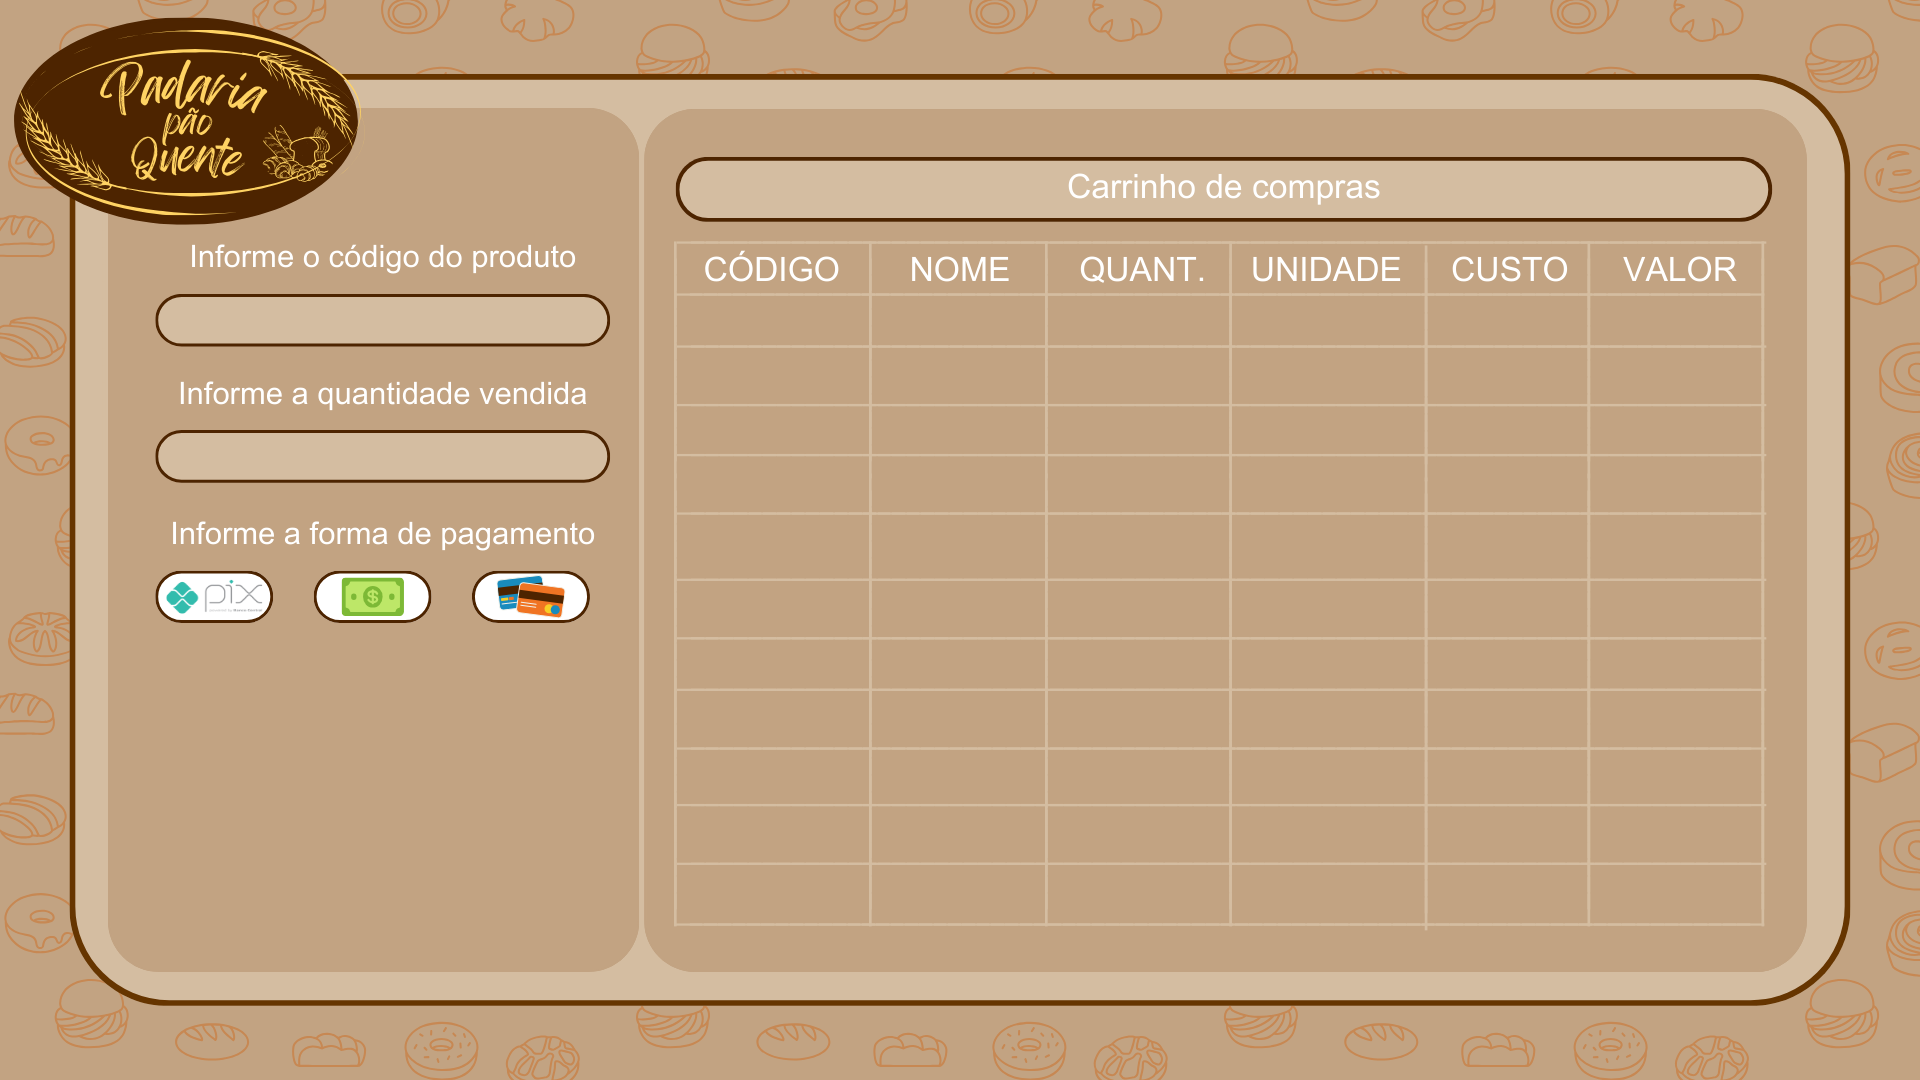 Padaria
pão
Quente
Informe o código do produto
Informe a quantidade vendida
Informe a forma de pagamento
pix
Carrinho de compras
CÓDIGO NOME QUANT. UNIDADE CUSTO VALOR